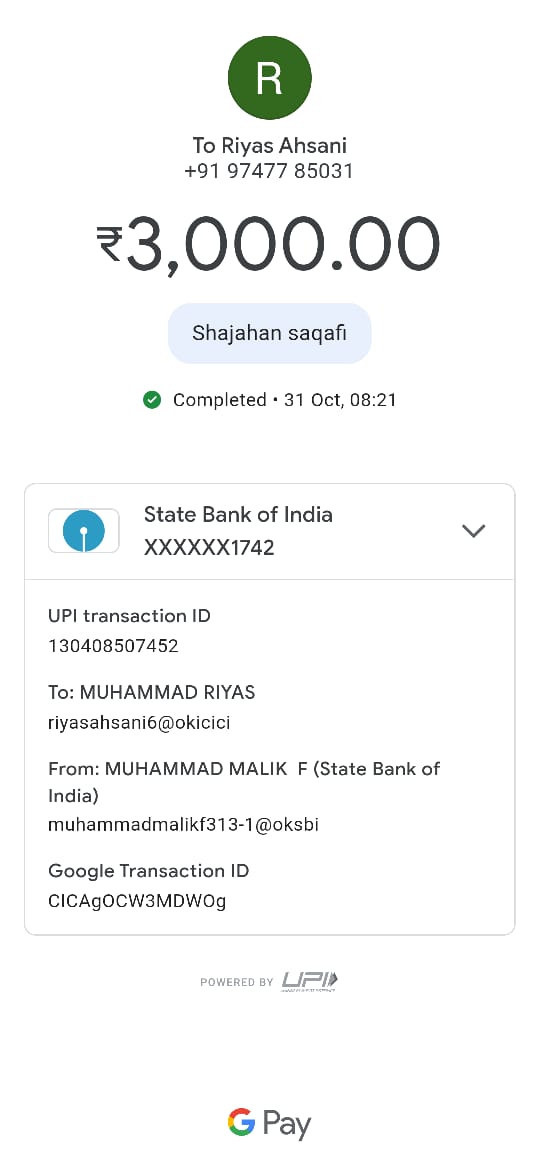 R
To Riyas Ahsani
+91 97477 85031
₹3,000.00
Shajahan saqafi
Completed • 31 Oct, 08:21
State Bank of India
XXXXXX1742
UPI transaction ID
130408507452
To: MUHAMMAD RIYAS
riyasahsani6@okicici
From: MUHAMMAD MALIK  F (State Bank of
India)
muhammadmalikf313-1@oksbi
Google Transaction ID
CICAgOCW3MDWOg
POWERED BY UPI
G Pay